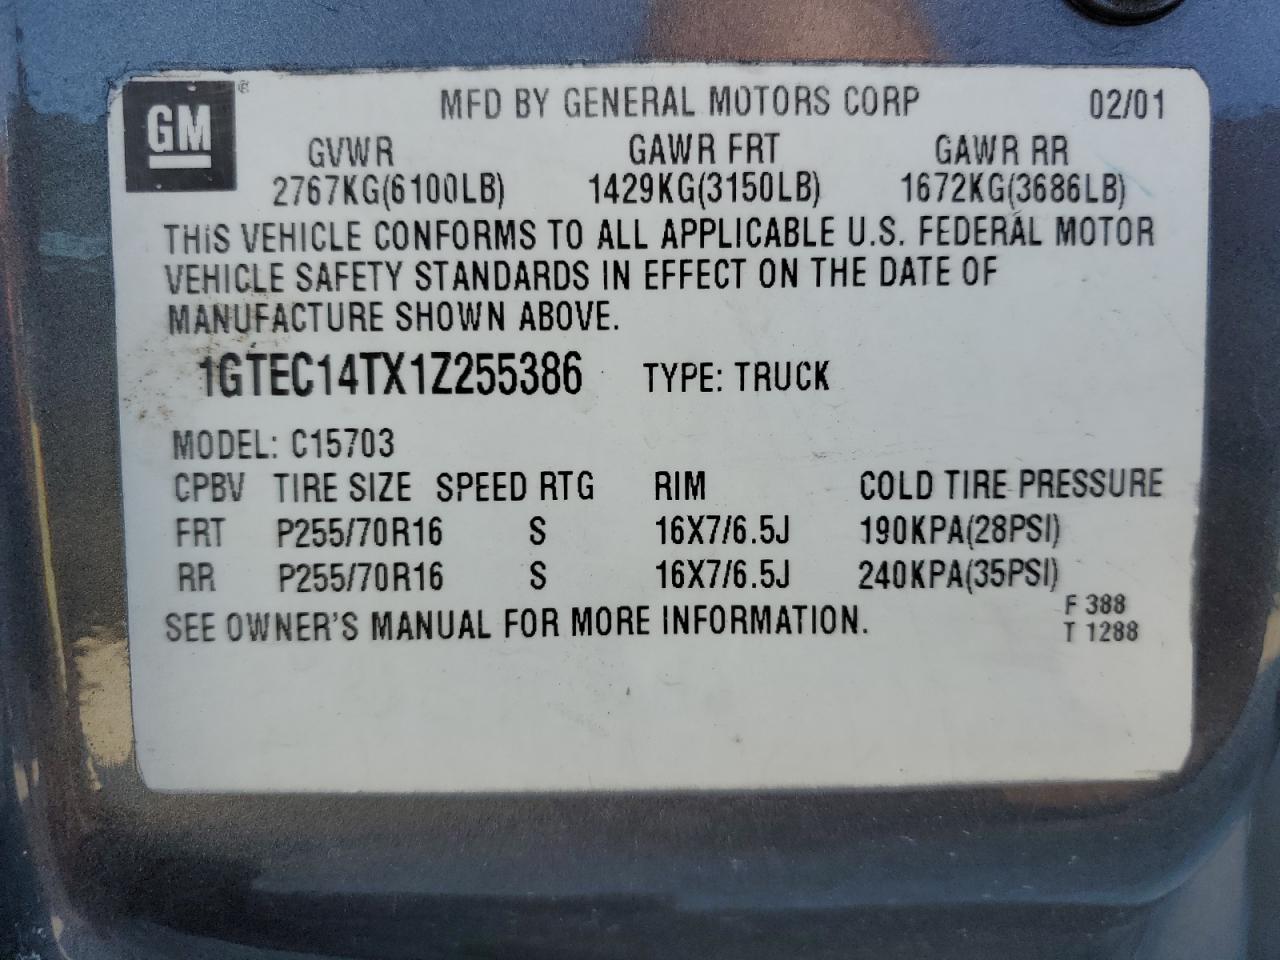 GM ®
MFD BY GENERAL MOTORS CORP 02/01
GVWR GAWR FRT GAWR RR
2767KG(6100LB) 1429KG(3150LB) 1672KG(3686LB)
THIS VEHICLE CONFORMS TO ALL APPLICABLE U.S. FEDERAL MOTOR
VEHICLE SAFETY STANDARDS IN EFFECT ON THE DATE OF
MANUFACTURE SHOWN ABOVE.
1GTEC14TX1Z255386 TYPE: TRUCK
MODEL: C15703
CPBV TIRE SIZE SPEED RTG RIM COLD TIRE PRESSURE
FRT P255/70R16 S 16X7/6.5J 190KPA(28PSI)
RR P255/70R16 S 16X7/6.5J 240KPA(35PSI)
SEE OWNER'S MANUAL FOR MORE INFORMATION.
F 388
T 1288